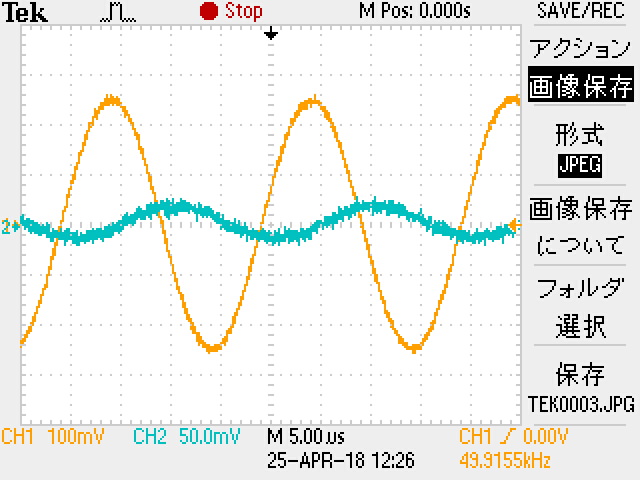 Tek Stop M Pos: 0.000s SAVE/REC
アクション
画像保存
形式
JPEG
2
画像保存
について
フォルダ
選択
保存
TEK0003.JPG
CH1 100mV CH2 50.0mV M 5.00us CH1 0.00V
25-APR-18 12:26 49.9155kHz